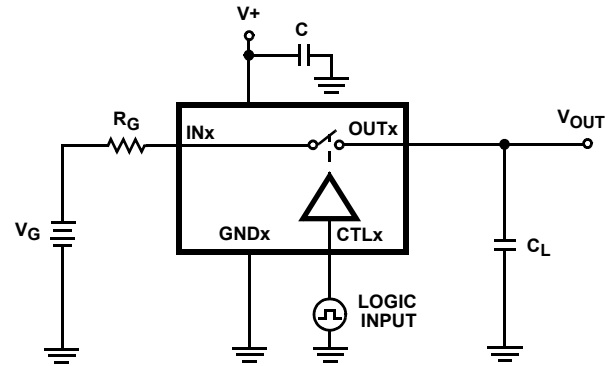 V+
C
RG
INx
OUTx
VOUT
VG
GNDx
CTLx
CL
LOGIC
INPUT